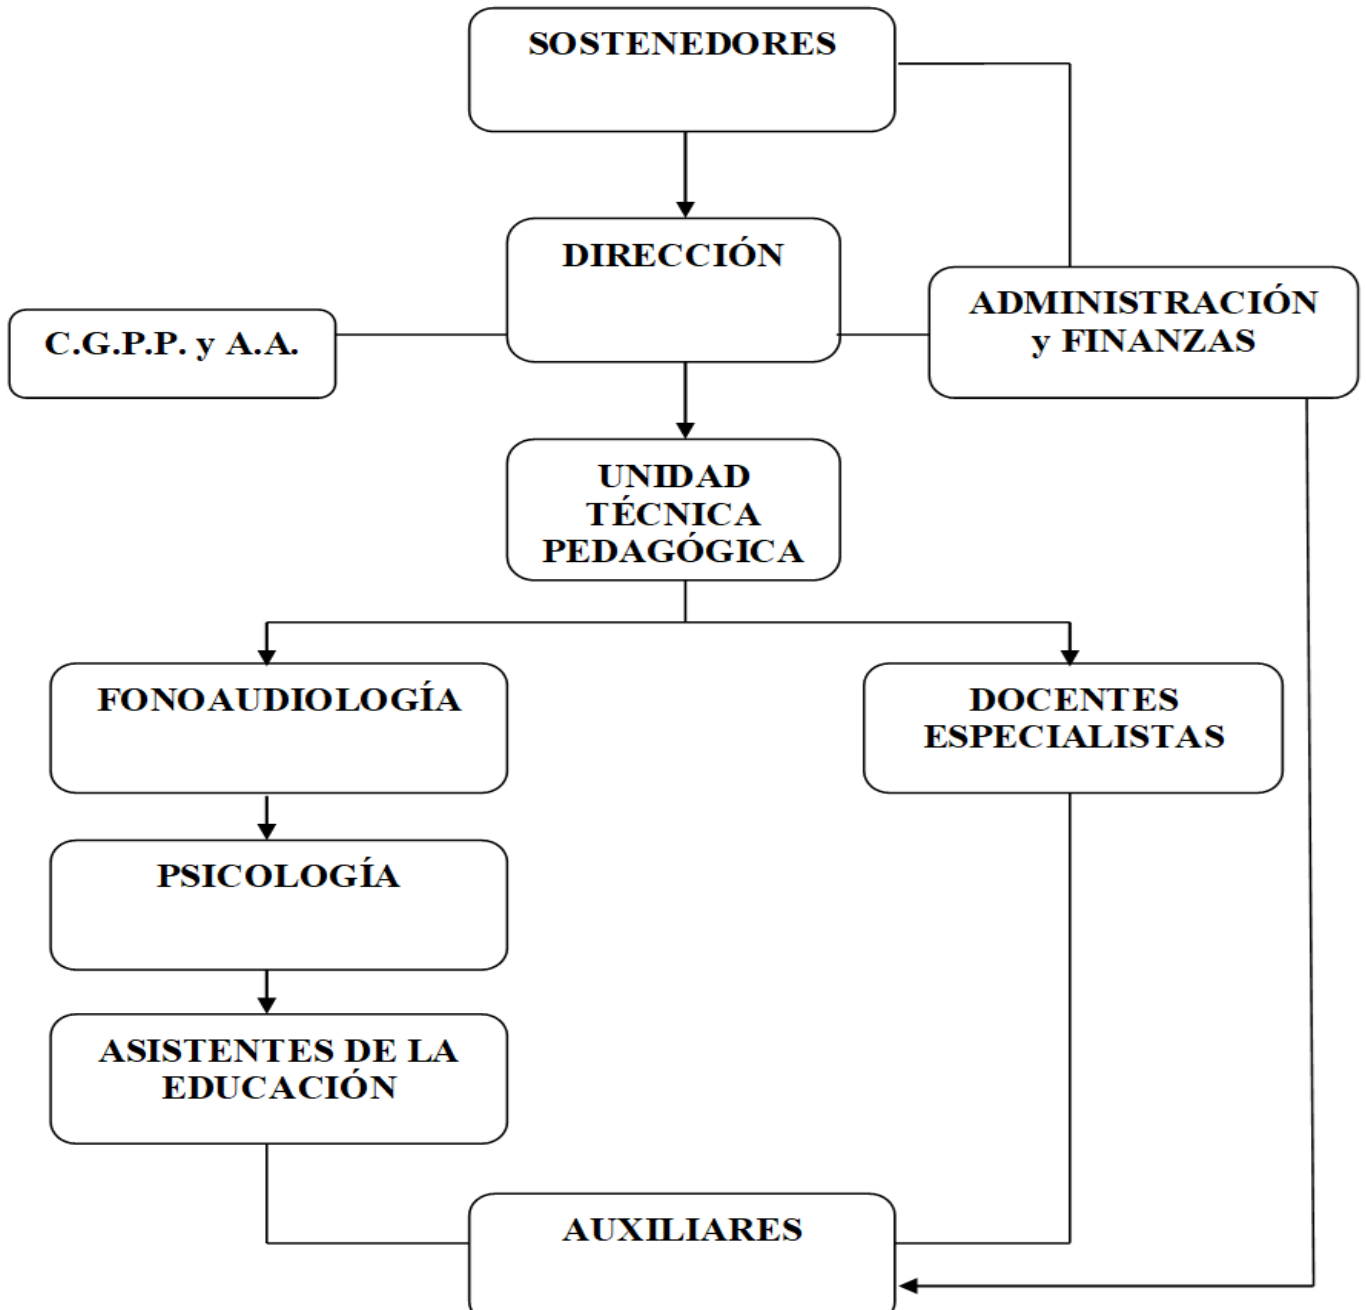 SOSTENEDORES
DIRECCIÓN
ADMINISTRACIÓN
y FINANZAS
C.G.P.P. y A.A.
UNIDAD
TÉCNICA
PEDAGÓGICA
FONOAUDIOLOGÍA
DOCENTES
ESPECIALISTAS
PSICOLOGÍA
ASISTENTES DE LA
EDUCACIÓN
AUXILIARES